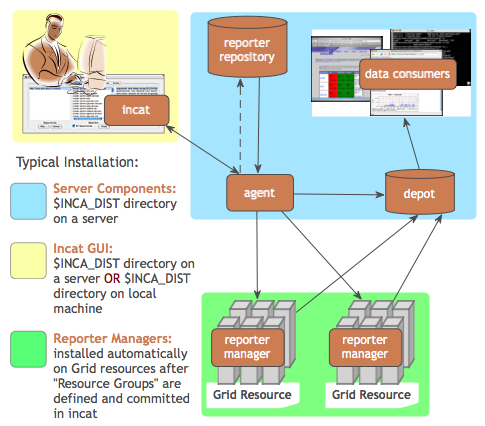 reporter
repository
data consumers
incat
agent
depot
Typical Installation:
Server Components:
$INCA_DIST directory
on a server
Incat GUI:
$INCA_DIST directory on
a server OR $INCA_DIST
directory on local
machine
Reporter Managers:
installed automatically
on Grid resources after
"Resource Groups" are
defined and committed
in incat
reporter
manager
Grid Resource
reporter
manager
Grid Resource